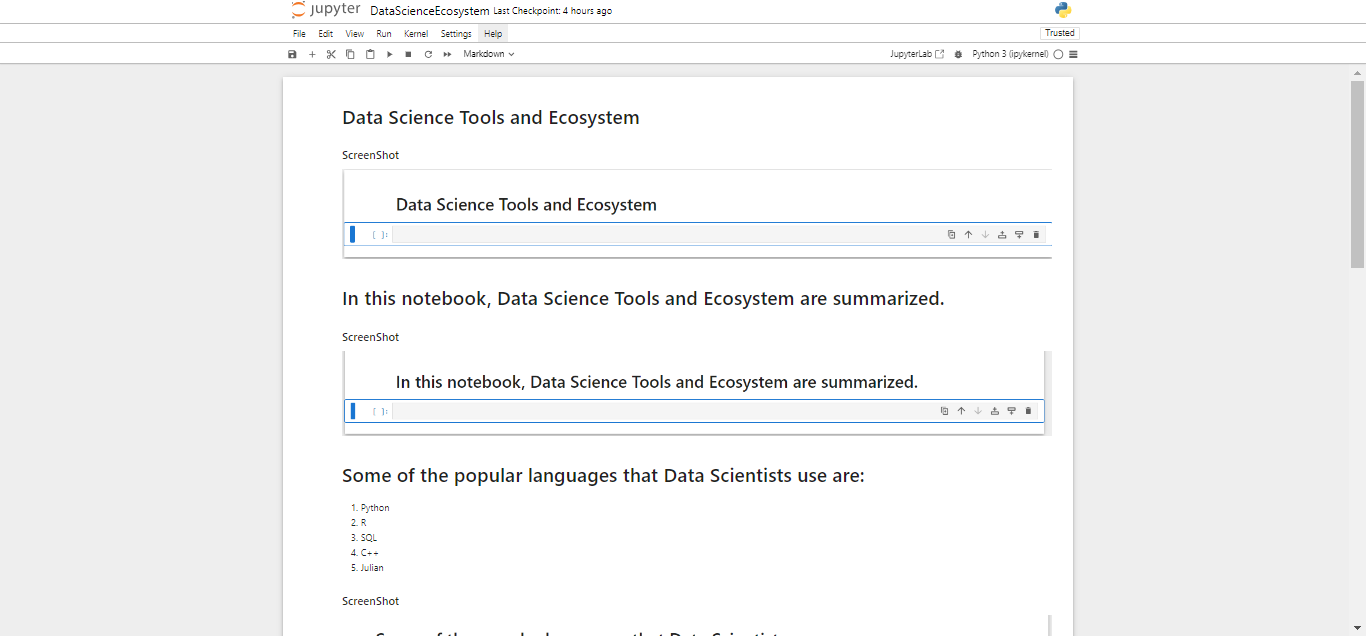 jupyter DataScienceEcosystem Last Checkpoint: 4 hours ago
File Edit View Run Kernel Settings Help Trusted
Markdown JupyterLab Python 3 (ipykernel)
Data Science Tools and Ecosystem
ScreenShot
Data Science Tools and Ecosystem
[ ]:
In this notebook, Data Science Tools and Ecosystem are summarized.
ScreenShot
In this notebook, Data Science Tools and Ecosystem are summarized.
[ ]:
Some of the popular languages that Data Scientists use are:
1. Python
2. R
3. SQL
4. C++
5. Julian
ScreenShot